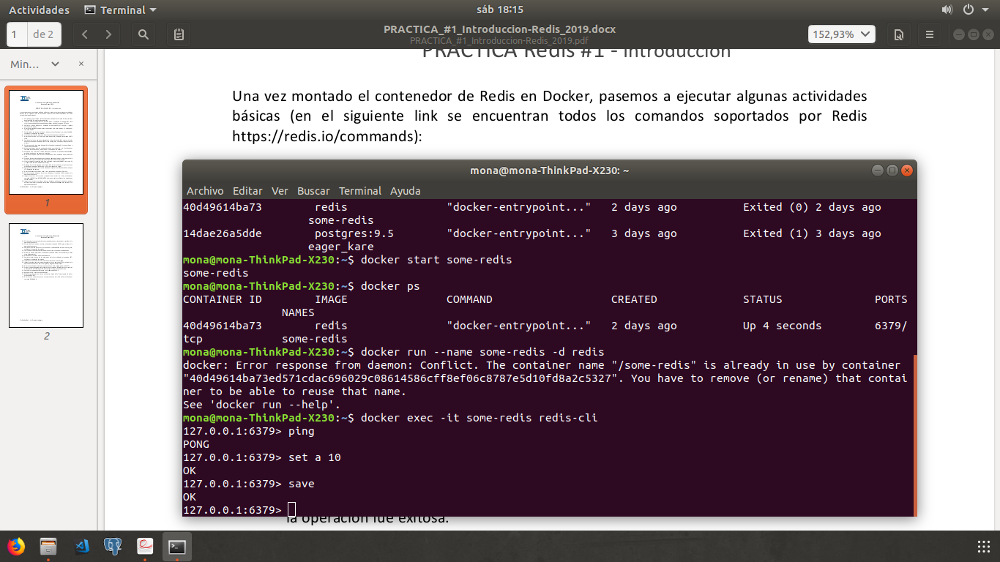 Actividades Terminal sáb 18:15
1 de 2 PRACTICA_#1_Introduccion-Redis_2019.docx 152,93%
PRACTICA_#1_Introduccion-Redis_2019.pdf
Min...
1
2
PRACTICA Redis #1 - Introducción
Una vez montado el contenedor de Redis en Docker, pasemos a ejecutar algunas actividades
básicas (en el siguiente link se encuentran todos los comandos soportados por Redis
https://redis.io/commands):
mona@mona-ThinkPad-X230: ~
Archivo Editar Ver Buscar Terminal Ayuda
40d49614ba73 redis "docker-entrypoint..." 2 days ago Exited (0) 2 days ago
some-redis
14dae26a5dde postgres:9.5 "docker-entrypoint..." 3 days ago Exited (1) 3 days ago
eager_kare
mona@mona-ThinkPad-X230:~$ docker start some-redis
some-redis
mona@mona-ThinkPad-X230:~$ docker ps
CONTAINER ID IMAGE COMMAND CREATED STATUS PORTS
NAMES
40d49614ba73 redis "docker-entrypoint..." 2 days ago Up 4 seconds 6379/
tcp some-redis
mona@mona-ThinkPad-X230:~$ docker run --name some-redis -d redis
docker: Error response from daemon: Conflict. The container name "/some-redis" is already in use by container
"40d49614ba73ed571cdac696029c08614586cff8ef06c8787e5d10fd8a2c5327". You have to remove (or rename) that contai
ner to be able to reuse that name.
See 'docker run --help'.
mona@mona-ThinkPad-X230:~$ docker exec -it some-redis redis-cli
127.0.0.1:6379> ping
PONG
127.0.0.1:6379> set a 10
OK
127.0.0.1:6379> save
OK
127.0.0.1:6379>
la operación fue exitosa.